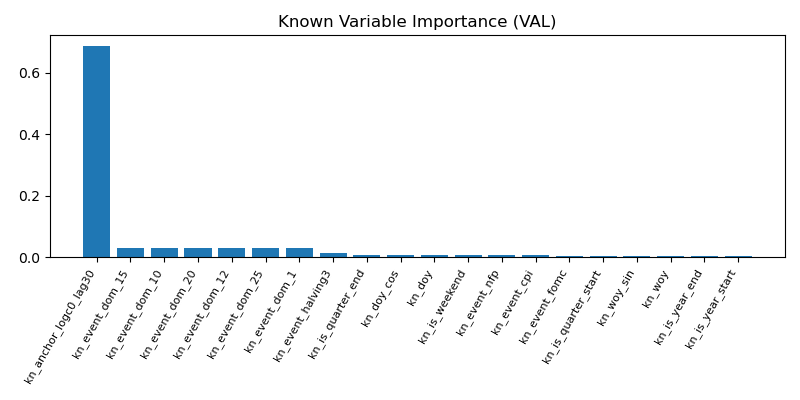 Known Variable Importance (VAL)
0.6
0.4
0.2
0.0
kn_anchor_logc0_lag30
kn_event_dom_15
kn_event_dom_10
kn_event_dom_20
kn_event_dom_12
kn_event_dom_25
kn_event_dom_1
kn_event_halving3
kn_is_quarter_end
kn_doy_cos
kn_doy
kn_is_weekend
kn_event_nfp
kn_event_cpi
kn_event_fomc
kn_is_quarter_start
kn_woy_sin
kn_woy
kn_is_year_end
kn_is_year_start